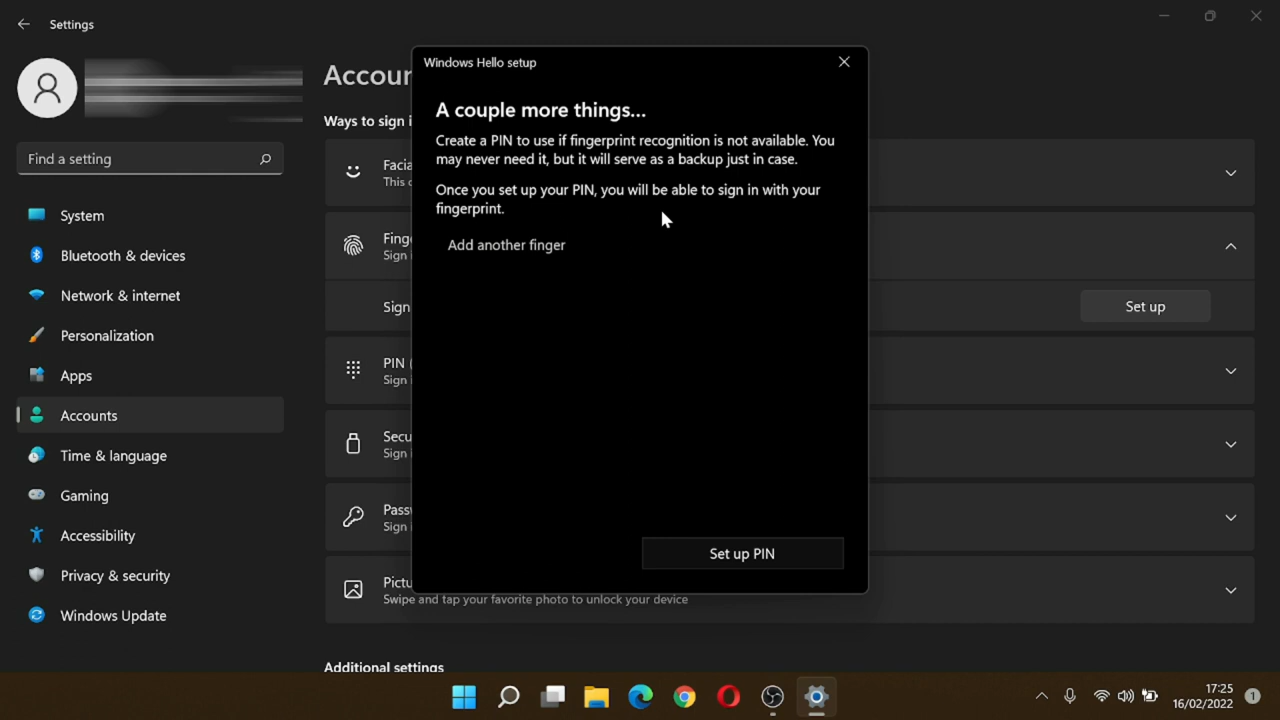 Settings
Find a setting
System
Bluetooth & devices
Network & internet
Personalization
Apps
Accounts
Time & language
Gaming
Accessibility
Privacy & security
Windows Update
Accour
Ways to sign i
Facia
This c
Fing
Sign
Sign
Set up
PIN (
Sign i
Secu
Sign i
Pass
Sign i
Pictu
Swipe and tap your favorite photo to unlock your device
Additional settings
Windows Hello setup
A couple more things...
Create a PIN to use if fingerprint recognition is not available. You
may never need it, but it will serve as a backup just in case.
Once you set up your PIN, you will be able to sign in with your
fingerprint.
Add another finger
Set up PIN
17:25
16/02/2022
1